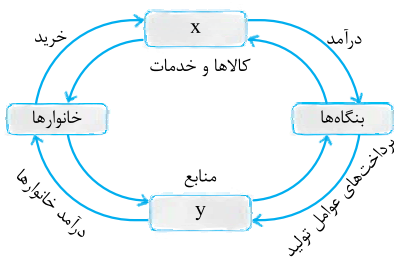 x
خرید
درآمد
کالاها و خدمات
خانوارها
بنگاه‌ها
منابع
y
درآمد خانوارها
پرداخت‌های عوامل تولید